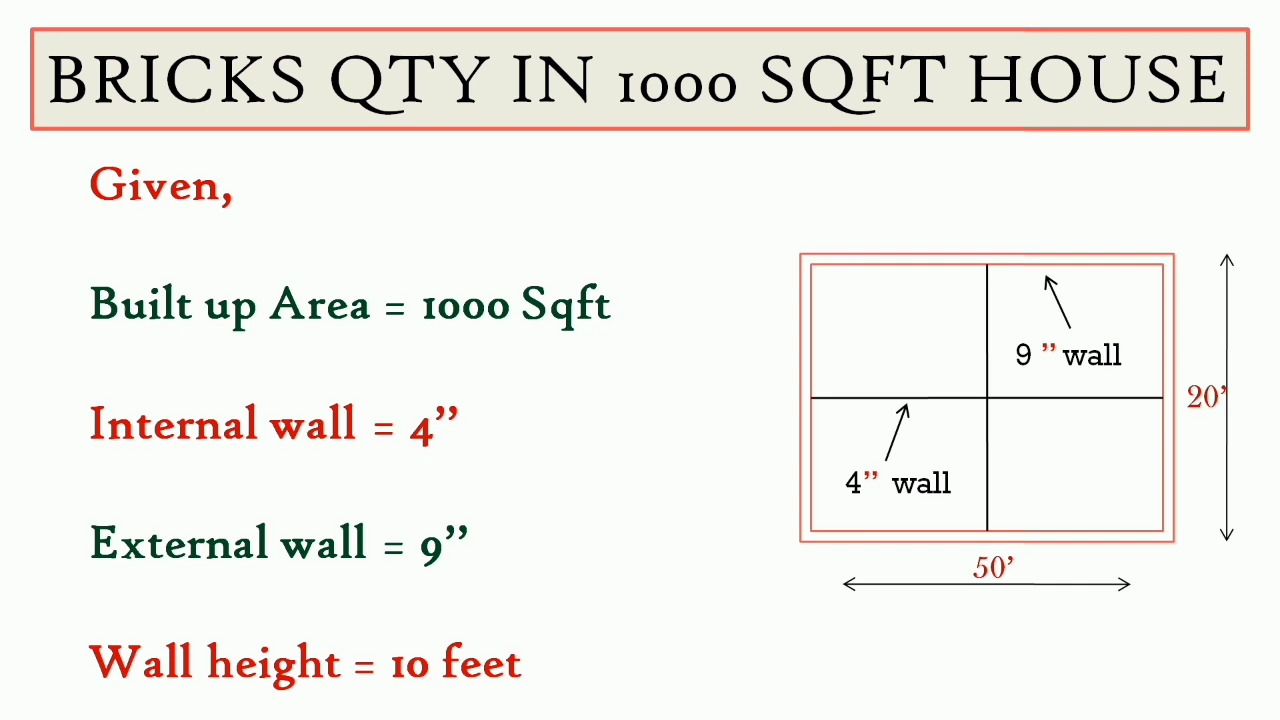 BRICKS QTY IN 1000 SQFT HOUSE
Given,
Built up Area = 1000 Sqft
Internal wall = 4’’
External wall = 9’’
Wall height = 10 feet
9 ’’ wall
20’
4’’ wall
50’